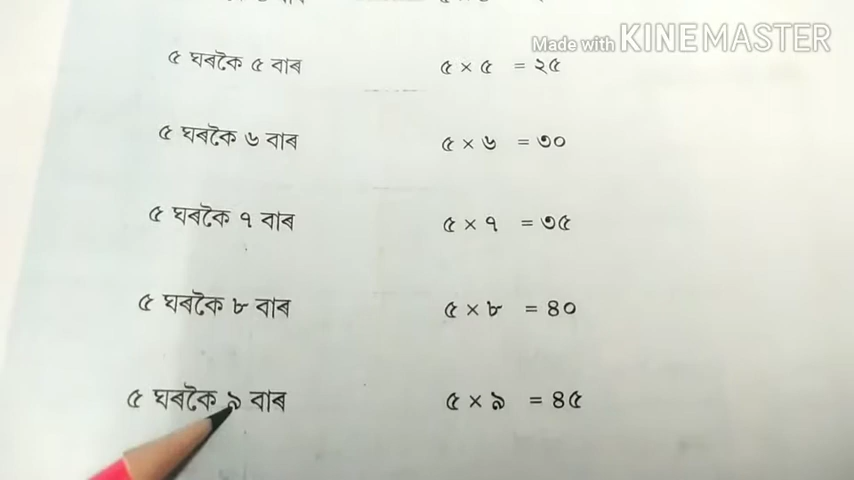 Made with KINEMASTER
৫ ঘৰকৈ ৫ বাৰ ৫ × ৫ = ২৫
৫ ঘৰকৈ ৬ বাৰ ৫ × ৬ = ৩০
৫ ঘৰকৈ ৭ বাৰ ৫ × ৭ = ৩৫
৫ ঘৰকৈ ৮ বাৰ ৫ × ৮ = ৪০
৫ ঘৰকৈ ৯ বাৰ ৫ × ৯ = ৪৫